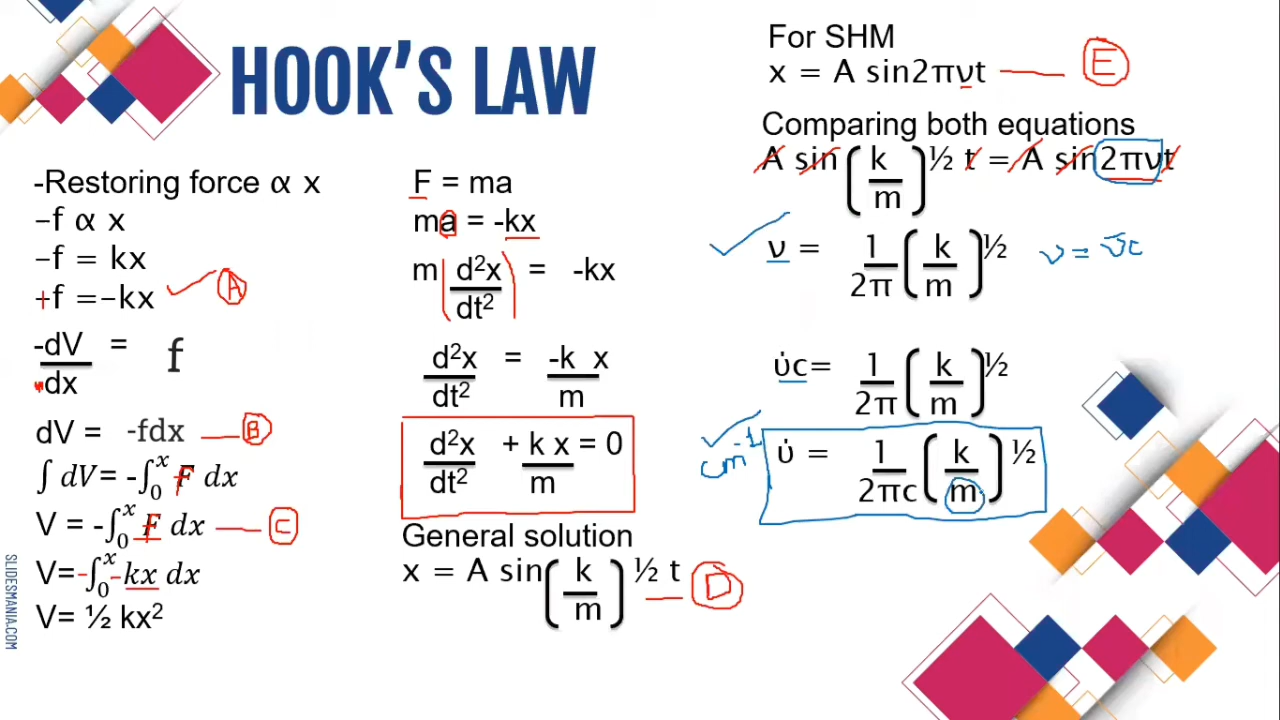 HOOK'S LAW
-Restoring force α x
-f α x
-f = kx
+f =-kx A
-dV = f
dx
dV = -fdx B
∫ dV= -∫₀ˣ F dx
V = -∫₀ˣ F dx C
V=-∫₀ˣ -kx dx
V= ½ kx²
F = ma
ma = -kx
m d²x = -kx
dt²
d²x = -k x
dt² m
d²x + k x = 0
dt² m
General solution
x = A sin(k/m) ½ t D
For SHM
x = A sin2πνt E
Comparing both equations
A sin (k/m) ½ t = A sin2πνt
ν = 1/2π (k/m)½ ν = ν̄c
ύc= 1/2π (k/m)½
cm⁻¹ ύ = 1/2πc (k/m) ½
SLIDESMANIA.COM